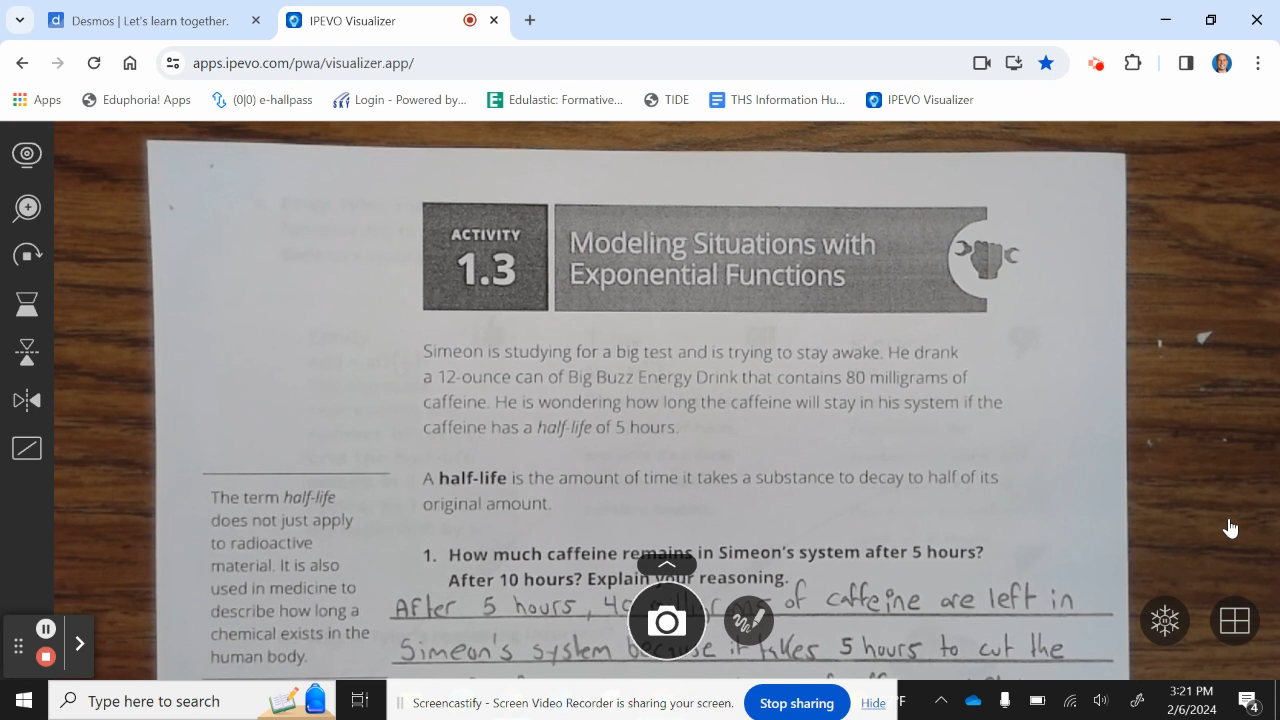 Desmos | Let's learn together.
IPEVO Visualizer
apps.ipevo.com/pwa/visualizer.app/
Apps
Eduphoria! Apps
(0|0) e-hallpass
Login - Powered by...
Edulastic: Formative...
TIDE
THS Information Hu...
IPEVO Visualizer
ACTIVITY
1.3
Modeling Situations with
Exponential Functions
Simeon is studying for a big test and is trying to stay awake. He drank
a 12-ounce can of Big Buzz Energy Drink that contains 80 milligrams of
caffeine. He is wondering how long the caffeine will stay in his system if the
caffeine has a half-life of 5 hours.
A half-life is the amount of time it takes a substance to decay to half of its
original amount.
The term half-life
does not just apply
to radioactive
material. It is also
used in medicine to
describe how long a
chemical exists in the
human body.
1. How much caffeine remains in Simeon's system after 5 hours?
After 10 hours? Explain your reasoning.
After 5 hours, of caffeine are left in
Simeon's system because it takes 5 hours to cut the
Type here to search
Screencastify - Screen Video Recorder is sharing your screen.
Stop sharing
Hide
3:21 PM
2/6/2024
4